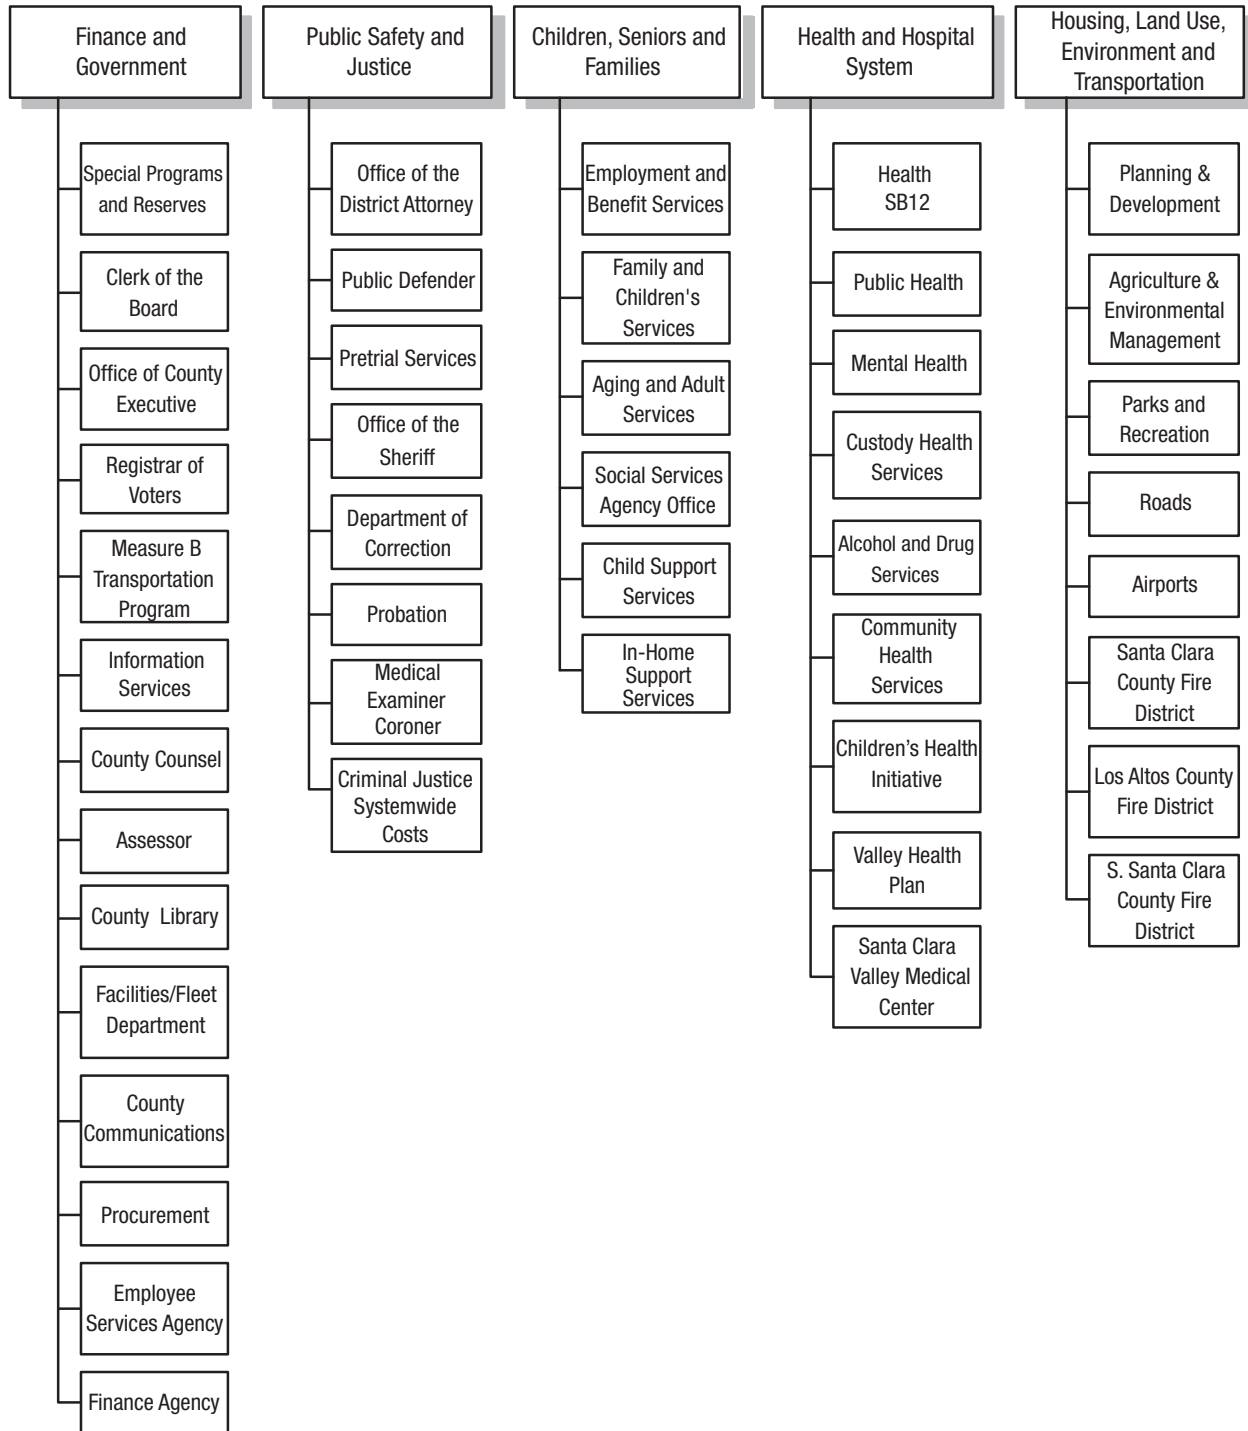 Finance and
Government
Special Programs
and Reserves
Clerk of the
Board
Office of County
Executive
Registrar of
Voters
Measure B
Transportation
Program
Information
Services
County Counsel
Assessor
County Library
Facilities/Fleet
Department
County
Communications
Procurement
Employee
Services Agency
Finance Agency
Public Safety and
Justice
Office of the
District Attorney
Public Defender
Pretrial Services
Office of the
Sheriff
Department of
Correction
Probation
Medical
Examiner
Coroner
Criminal Justice
Systemwide
Costs
Children, Seniors and
Families
Employment and
Benefit Services
Family and
Children's
Services
Aging and Adult
Services
Social Services
Agency Office
Child Support
Services
In-Home
Support
Services
Health and Hospital
System
Health
SB12
Public Health
Mental Health
Custody Health
Services
Alcohol and Drug
Services
Community
Health
Services
Children’s Health
Initiative
Valley Health
Plan
Santa Clara
Valley Medical
Center
Housing, Land Use,
Environment and
Transportation
Planning &
Development
Agriculture &
Environmental
Management
Parks and
Recreation
Roads
Airports
Santa Clara
County Fire
District
Los Altos County
Fire District
S. Santa Clara
County Fire
District